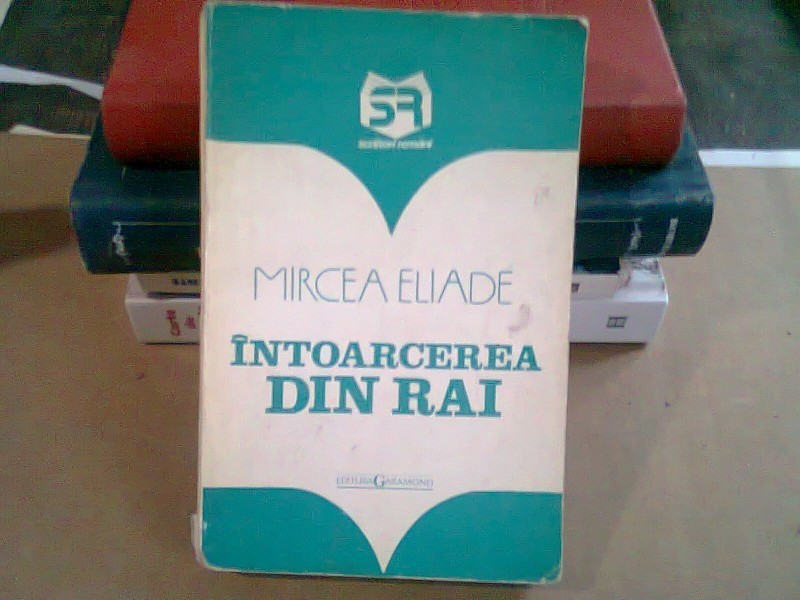 SR
scriitori români
MIRCEA ELIADE
ÎNTOARCEREA
DIN RAI
EDITURA GARAMOND